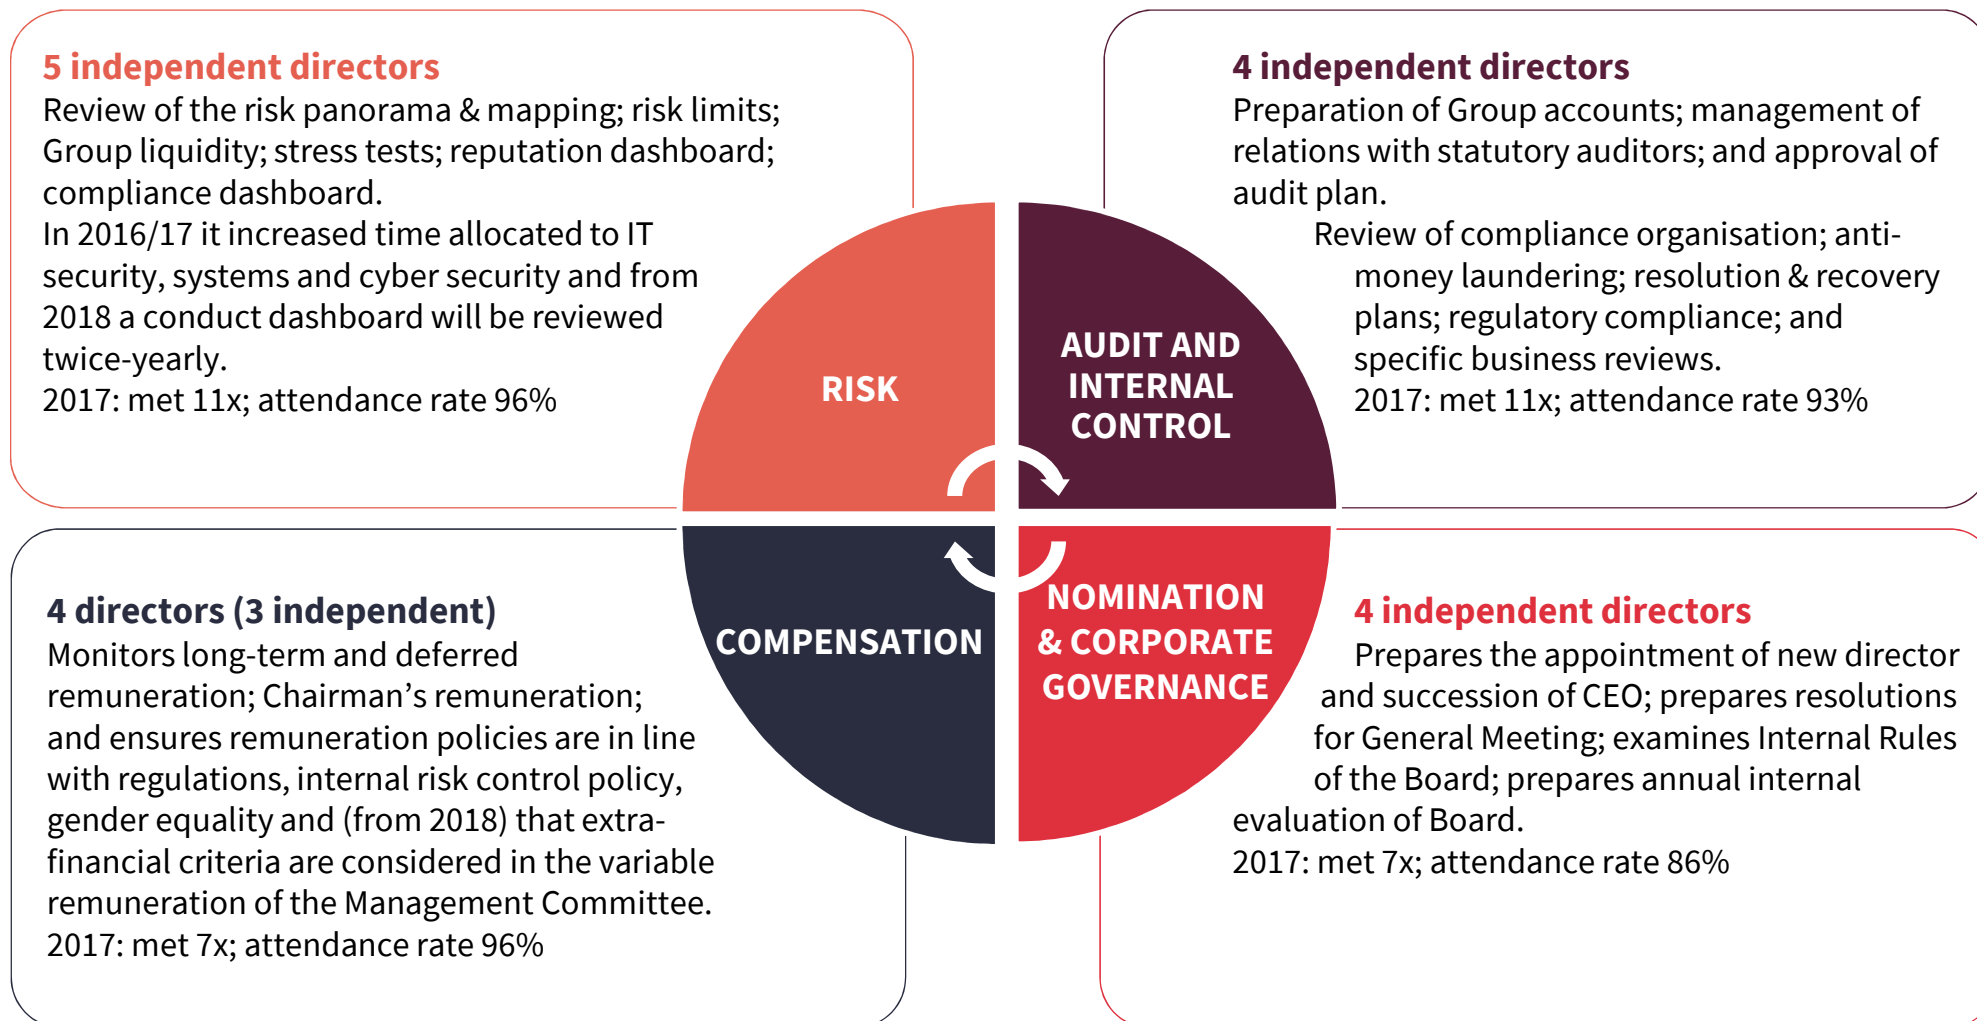 5 independent directors
Review of the risk panorama & mapping; risk limits;
Group liquidity; stress tests; reputation dashboard;
compliance dashboard.
In 2016/17 it increased time allocated to IT
security, systems and cyber security and from
2018 a conduct dashboard will be reviewed
twice-yearly.
2017: met 11x; attendance rate 96%
RISK
4 independent directors
Preparation of Group accounts; management of
relations with statutory auditors; and approval of
audit plan.
Review of compliance organisation; anti-
money laundering; resolution & recovery
plans; regulatory compliance; and
specific business reviews.
2017: met 11x; attendance rate 93%
AUDIT AND
INTERNAL
CONTROL
4 directors (3 independent)
Monitors long-term and deferred
remuneration; Chairman’s remuneration;
and ensures remuneration policies are in line
with regulations, internal risk control policy,
gender equality and (from 2018) that extra-
financial criteria are considered in the variable
remuneration of the Management Committee.
2017: met 7x; attendance rate 96%
COMPENSATION
NOMINATION
& CORPORATE
GOVERNANCE
4 independent directors
Prepares the appointment of new director
and succession of CEO; prepares resolutions
for General Meeting; examines Internal Rules
of the Board; prepares annual internal
evaluation of Board.
2017: met 7x; attendance rate 86%